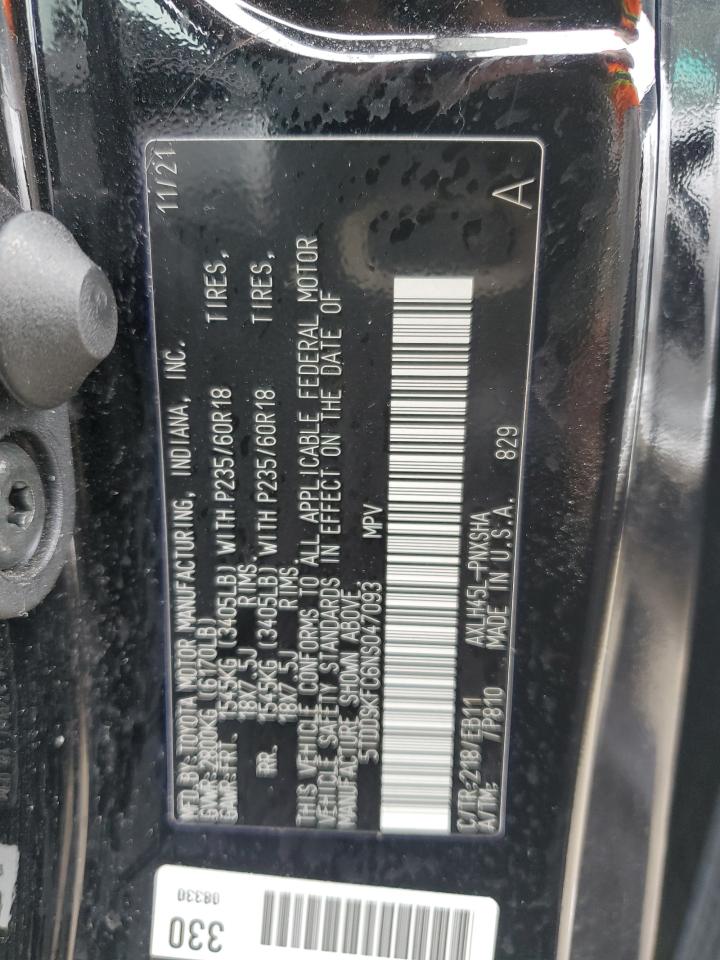 MFD.BY: TOYOTA MOTOR MANUFACTURING, INDIANA, INC. 11/21
GVWR: 2800KG (6170LB)
GAWR: FRT. 1545KG (3405LB) WITH P235/60R18 TIRES,
18X7.5J RIMS.
RR. 1545KG (3405LB) WITH P235/60R18 TIRES,
18X7.5J RIMS.
THIS VEHICLE CONFORMS TO ALL APPLICABLE FEDERAL MOTOR
VEHICLE SAFETY STANDARDS IN EFFECT ON THE DATE OF
MANUFACTURE SHOWN ABOVE.
5TDDSKFC6NS047093 MPV
C/TR:218/EB11 AXLH45L-PWXSHA
A/TM: 7P810 MADE IN U.S.A. 829 A
08330
330